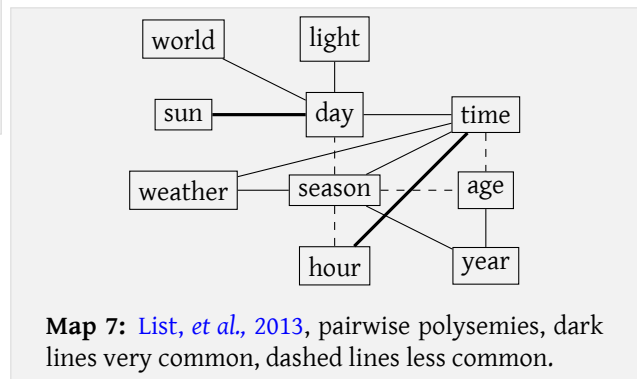 world
light
sun
day
time
weather
season
age
hour
year
Map 7: List, et al., 2013, pairwise polysemies, dark
lines very common, dashed lines less common.